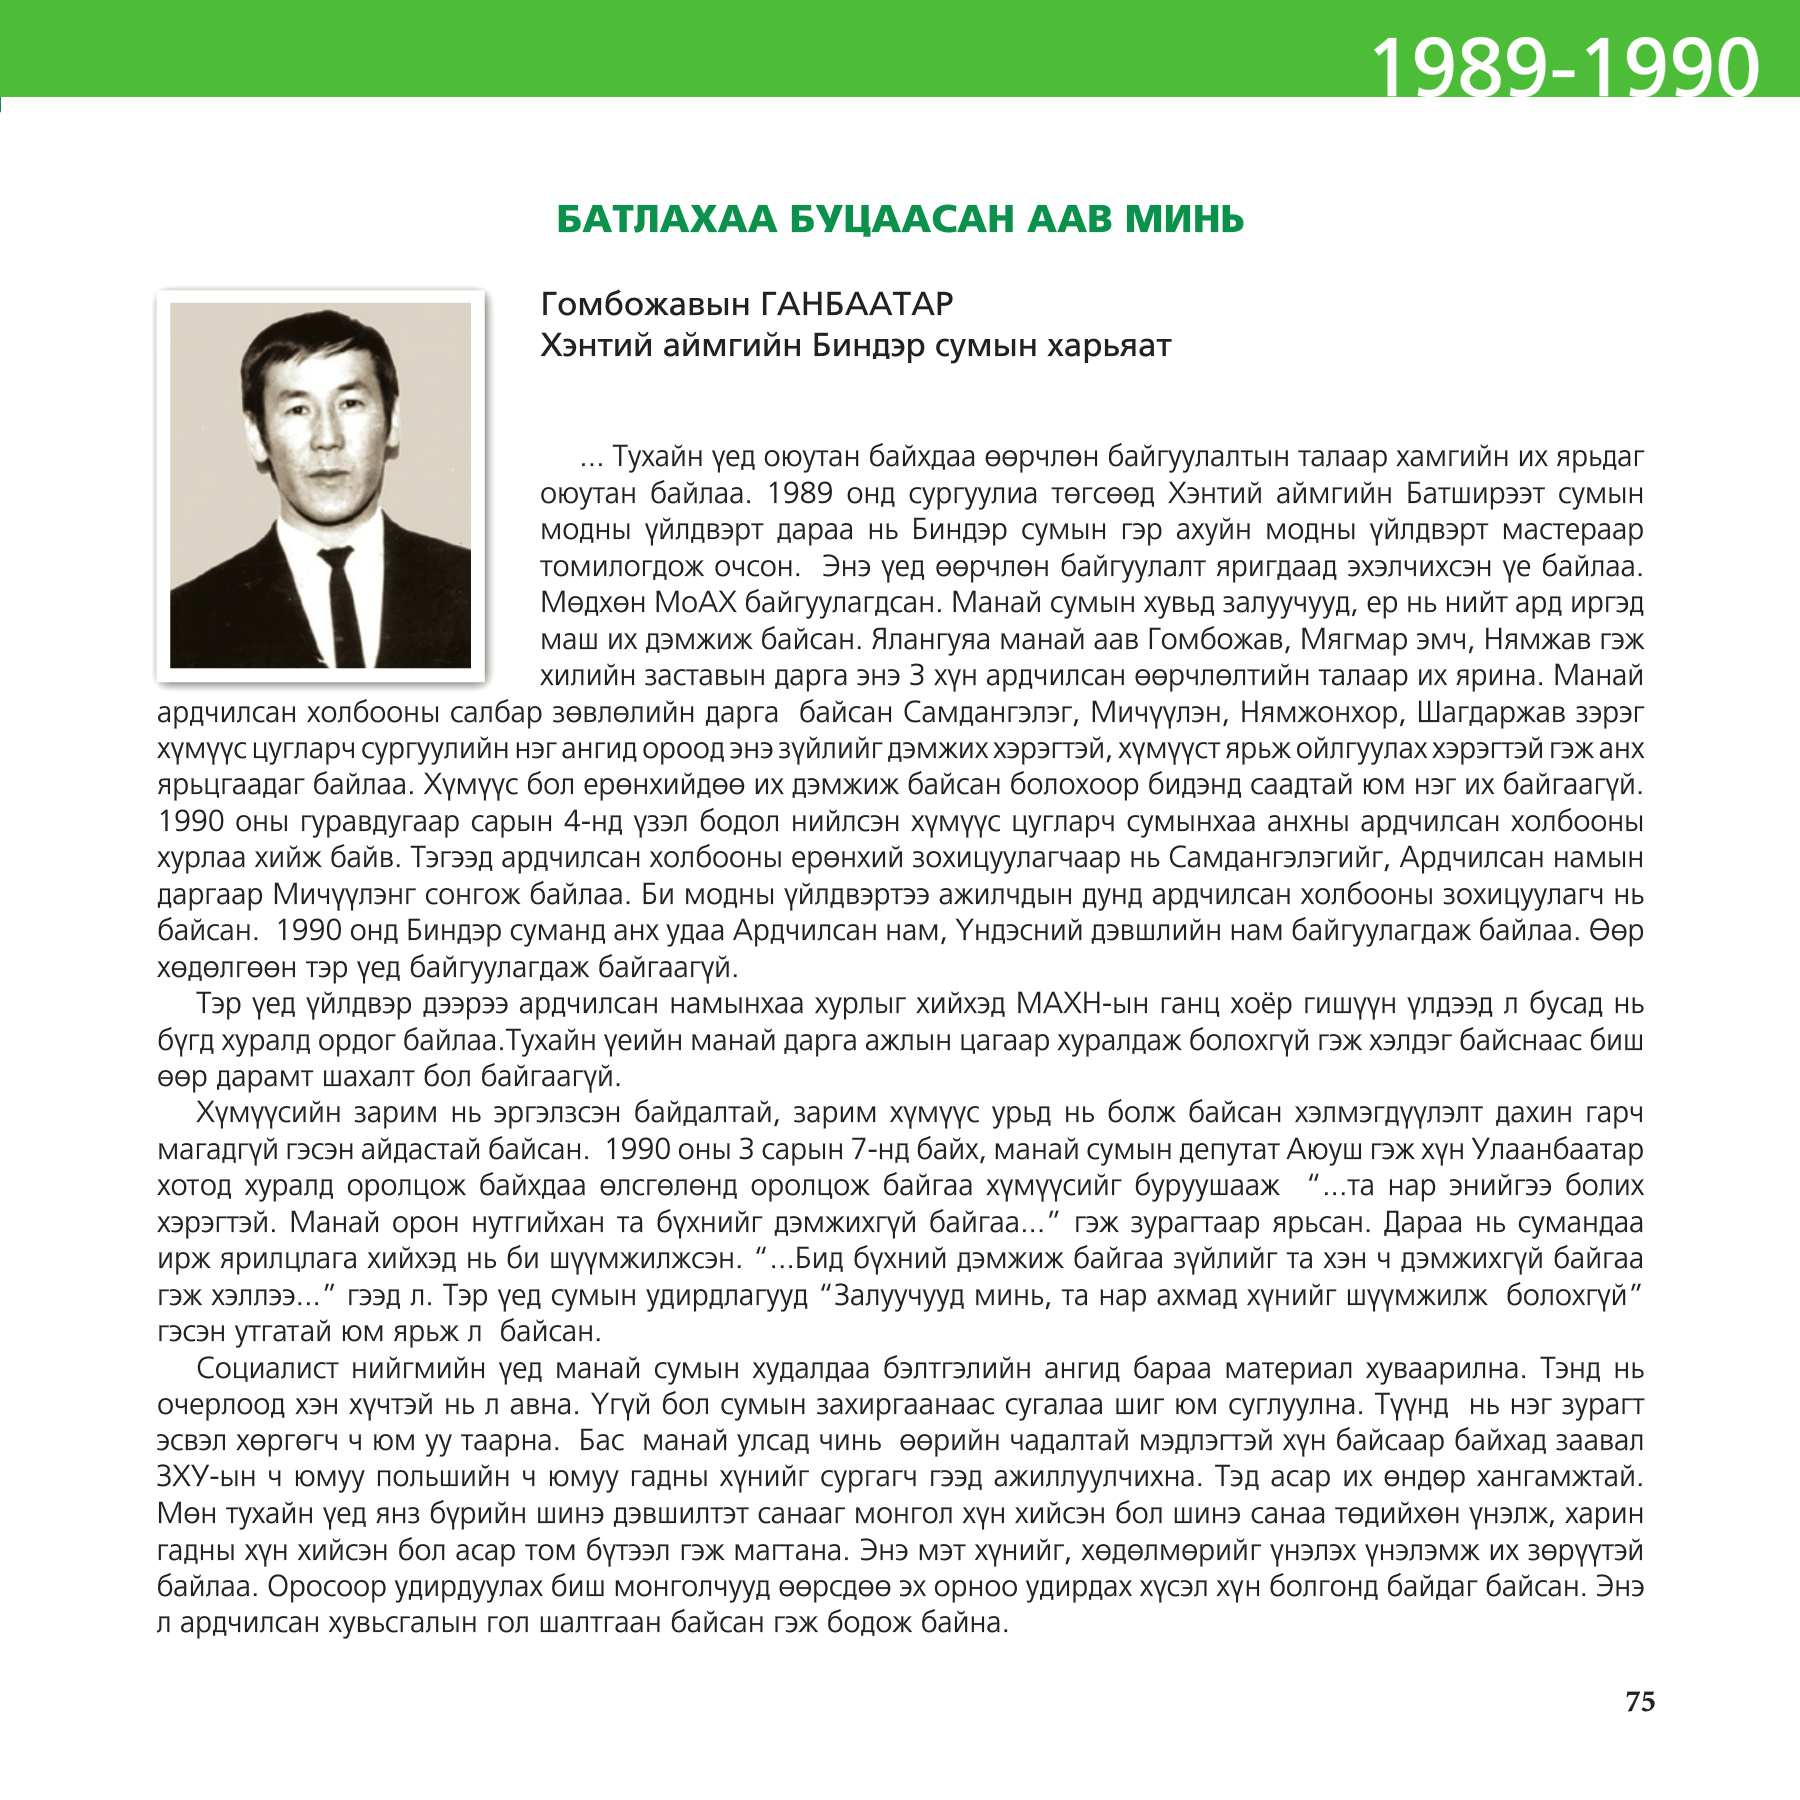 1989-1990
БАТЛАХАА БУЦААСАН ААВ МИНЬ
Гомбожавын ГАНБААТАР
Хэнтий аймгийн Биндэр сумын харьяат
... Тухайн үед оюутан байхдаа өөрчлөн байгуулалтын талаар хамгийн их ярьдаг
оюутан байлаа. 1989 онд сургуулиа төгсөөд Хэнтий аймгийн Батширээт сумын
модны үйлдвэрт дараа нь Биндэр сумын гэр ахуйн модны үйлдвэрт мастераар
томилогдож очсон.  Энэ үед өөрчлөн байгуулалт яригдаад эхэлчихсэн үе байлаа.
Мөдхөн МоАХ байгуулагдсан. Манай сумын хувьд залуучууд, ер нь нийт ард иргэд
маш их дэмжиж байсан. Ялангуяа манай аав Гомбожав, Мягмар эмч, Нямжав гэж
хилийн заставын дарга энэ 3 хүн ардчилсан өөрчлөлтийн талаар их ярина. Манай
ардчилсан холбооны салбар зөвлөлийн дарга  байсан Самдангэлэг, Мичүүлэн, Нямжонхор, Шагдаржав зэрэг
хүмүүс цугларч сургуулийн нэг ангид ороод энэ зүйлийг дэмжих хэрэгтэй, хүмүүст ярьж ойлгуулах хэрэгтэй гэж анх
ярьцгаадаг байлаа. Хүмүүс бол ерөнхийдөө их дэмжиж байсан болохоор бидэнд саадтай юм нэг их байгаагүй.
1990 оны гуравдугаар сарын 4-нд үзэл бодол нийлсэн хүмүүс цугларч сумынхаа анхны ардчилсан холбооны
хурлаа хийж байв. Тэгээд ардчилсан холбооны ерөнхий зохицуулагчаар нь Самдангэлэгийг, Ардчилсан намын
даргаар Мичүүлэнг сонгож байлаа. Би модны үйлдвэртээ ажилчдын дунд ардчилсан холбооны зохицуулагч нь
байсан.  1990 онд Биндэр суманд анх удаа Ардчилсан нам, Үндэсний дэвшлийн нам байгуулагдаж байлаа. Өөр
хөдөлгөөн тэр үед байгуулагдаж байгаагүй.
Тэр үед үйлдвэр дээрээ ардчилсан намынхаа хурлыг хийхэд МАХН-ын ганц хоёр гишүүн үлдээд л бусад нь
бүгд хуралд ордог байлаа.Тухайн үеийн манай дарга ажлын цагаар хуралдаж болохгүй гэж хэлдэг байснаас биш
өөр дарамт шахалт бол байгаагүй.
Хүмүүсийн зарим нь эргэлзсэн байдалтай, зарим хүмүүс урьд нь болж байсан хэлмэгдүүлэлт дахин гарч
магадгүй гэсэн айдастай байсан.  1990 оны 3 сарын 7-нд байх, манай сумын депутат Аюуш гэж хүн Улаанбаатар
хотод хуралд оролцож байхдаа өлсгөлөнд оролцож байгаа хүмүүсийг буруушааж  “...та нар энийгээ болих
хэрэгтэй. Манай орон нутгийхан та бүхнийг дэмжихгүй байгаа...” гэж зурагтаар ярьсан. Дараа нь сумандаа
ирж ярилцлага хийхэд нь би шүүмжилжсэн. “...Бид бүхний дэмжиж байгаа зүйлийг та хэн ч дэмжихгүй байгаа
гэж хэллээ...” гээд л. Тэр үед сумын удирдлагууд “Залуучууд минь, та нар ахмад хүнийг шүүмжилж  болохгүй”
гэсэн утгатай юм ярьж л  байсан.
Социалист нийгмийн үед манай сумын худалдаа бэлтгэлийн ангид бараа материал хуваарилна. Тэнд нь
очерлоод хэн хүчтэй нь л авна. Үгүй бол сумын захиргаанаас сугалаа шиг юм суглуулна. Түүнд  нь нэг зурагт
эсвэл хөргөгч ч юм уу таарна.  Бас  манай улсад чинь  өөрийн чадалтай мэдлэгтэй хүн байсаар байхад заавал
ЗХУ-ын ч юмуу польшийн ч юмуу гадны хүнийг сургагч гээд ажиллуулчихна. Тэд асар их өндөр хангамжтай.
Мөн тухайн үед янз бүрийн шинэ дэвшилтэт санааг монгол хүн хийсэн бол шинэ санаа төдийхөн үнэлж, харин
гадны хүн хийсэн бол асар том бүтээл гэж магтана. Энэ мэт хүнийг, хөдөлмөрийг үнэлэх үнэлэмж их зөрүүтэй
байлаа. Оросоор удирдуулах биш монголчууд өөрсдөө эх орноо удирдах хүсэл хүн болгонд байдаг байсан. Энэ
л ардчилсан хувьсгалын гол шалтгаан байсан гэж бодож байна.
75